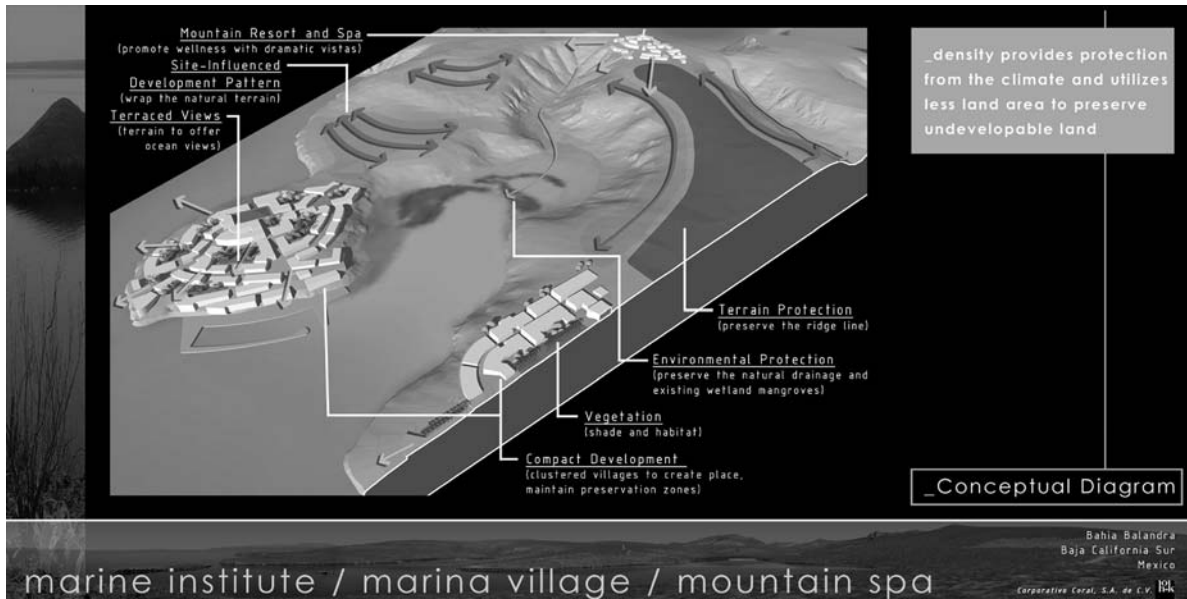 Mountain Resort and Spa
(promote wellness with dramatic vistas)
Site-Influenced
Development Pattern
(wrap the natural terrain)
Terraced Views
(terrain to offer
ocean views)
_density provides protection
from the climate and utilizes
less land area to preserve
undevelopable land
Terrain Protection
(preserve the ridge line)
Environmental Protection
(preserve the natural drainage and
existing wetland mangroves)
Vegetation
(shade and habitat)
Compact Development
(clustered villages to create place,
maintain preservation zones)
_Conceptual Diagram
marine institute / marina village / mountain spa
Bahia Balandra
Baja California Sur
Mexico
Corporativo Coral, S.A. de C.V.